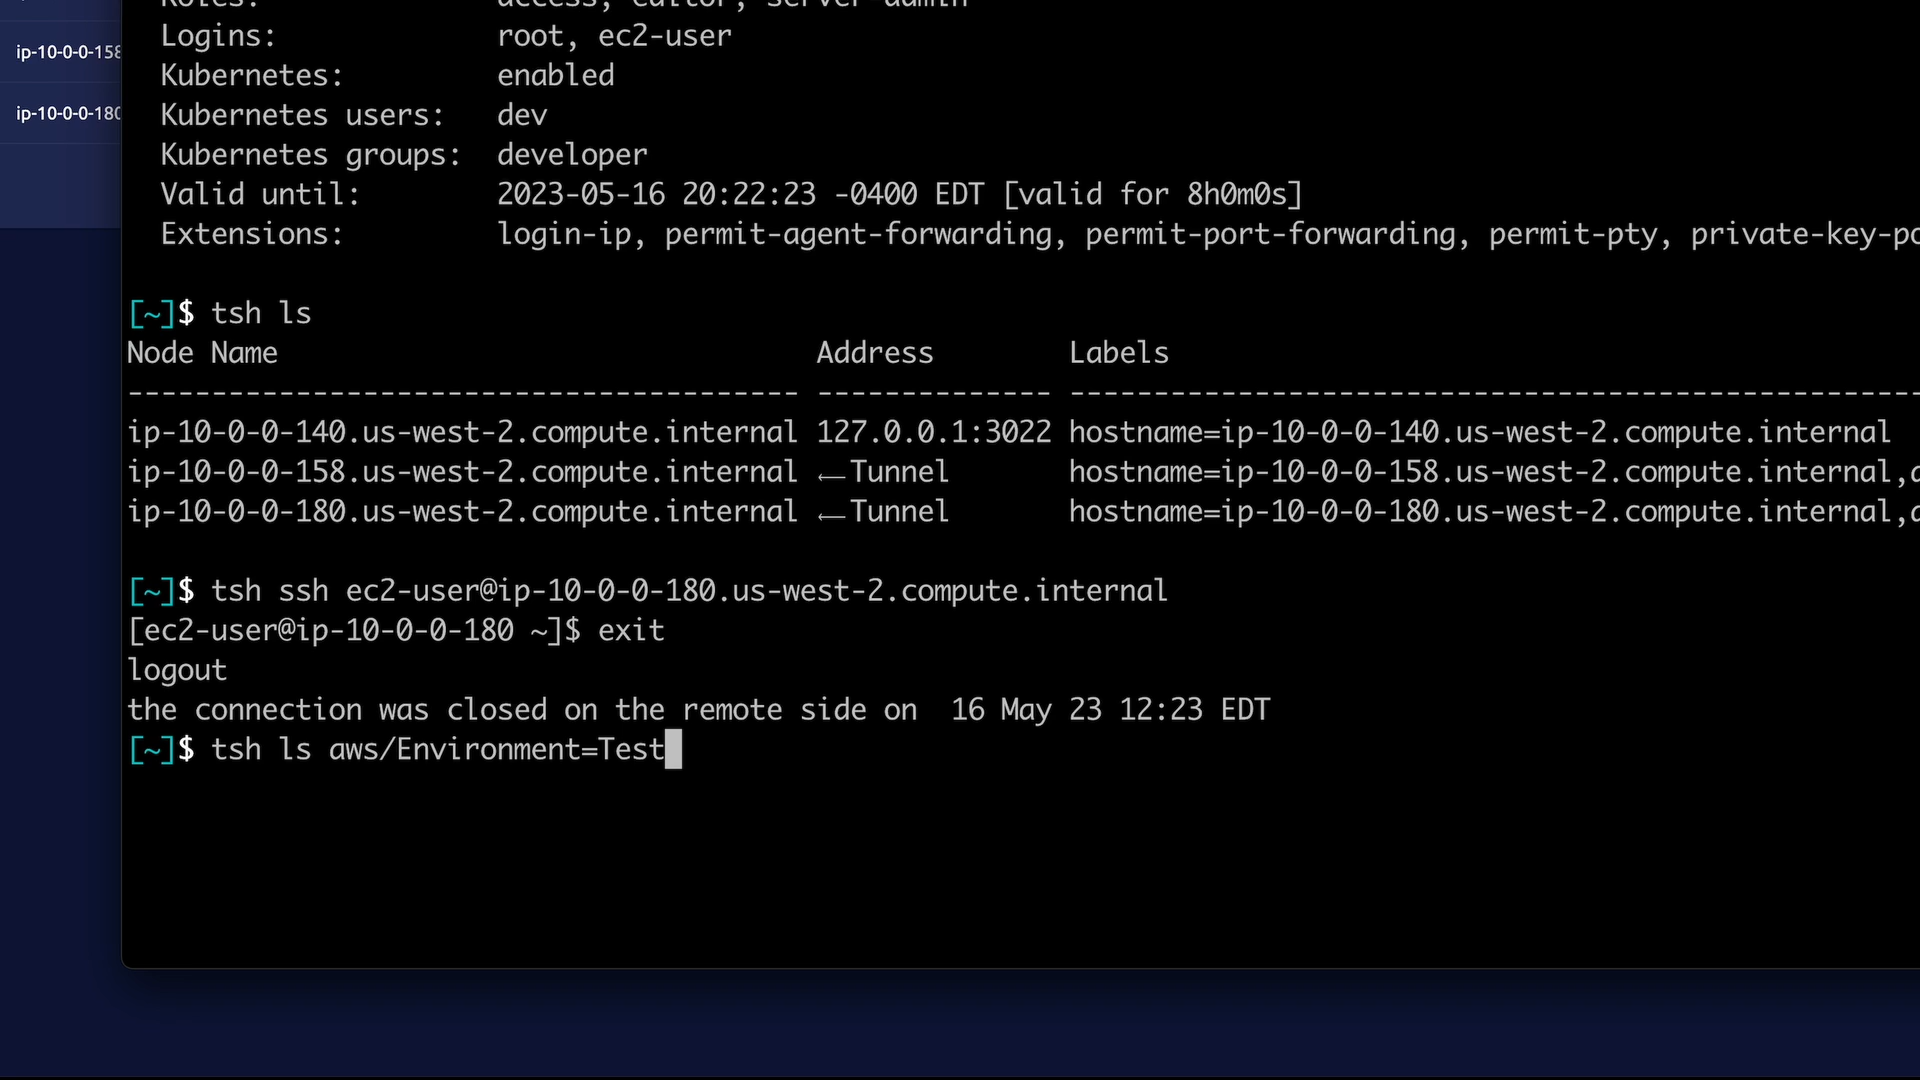 Roles: access, editor, server-admin
Logins: root, ec2-user
Kubernetes: enabled
Kubernetes users: dev
Kubernetes groups: developer
Valid until: 2023-05-16 20:22:23 -0400 EDT [valid for 8h0m0s]
Extensions: login-ip, permit-agent-forwarding, permit-port-forwarding, permit-pty, private-key-po
[~]$ tsh ls
Node Name Address Labels
---------------------------------------- -------------- ---------------------------------------------------
ip-10-0-0-140.us-west-2.compute.internal 127.0.0.1:3022 hostname=ip-10-0-0-140.us-west-2.compute.internal
ip-10-0-0-158.us-west-2.compute.internal ⟵Tunnel hostname=ip-10-0-0-158.us-west-2.compute.internal,a
ip-10-0-0-180.us-west-2.compute.internal ⟵Tunnel hostname=ip-10-0-0-180.us-west-2.compute.internal,a
[~]$ tsh ssh ec2-user@ip-10-0-0-180.us-west-2.compute.internal
[ec2-user@ip-10-0-0-180 ~]$ exit
logout
the connection was closed on the remote side on  16 May 23 12:23 EDT
[~]$ tsh ls aws/Environment=Test
ip-10-0-0-158
ip-10-0-0-180